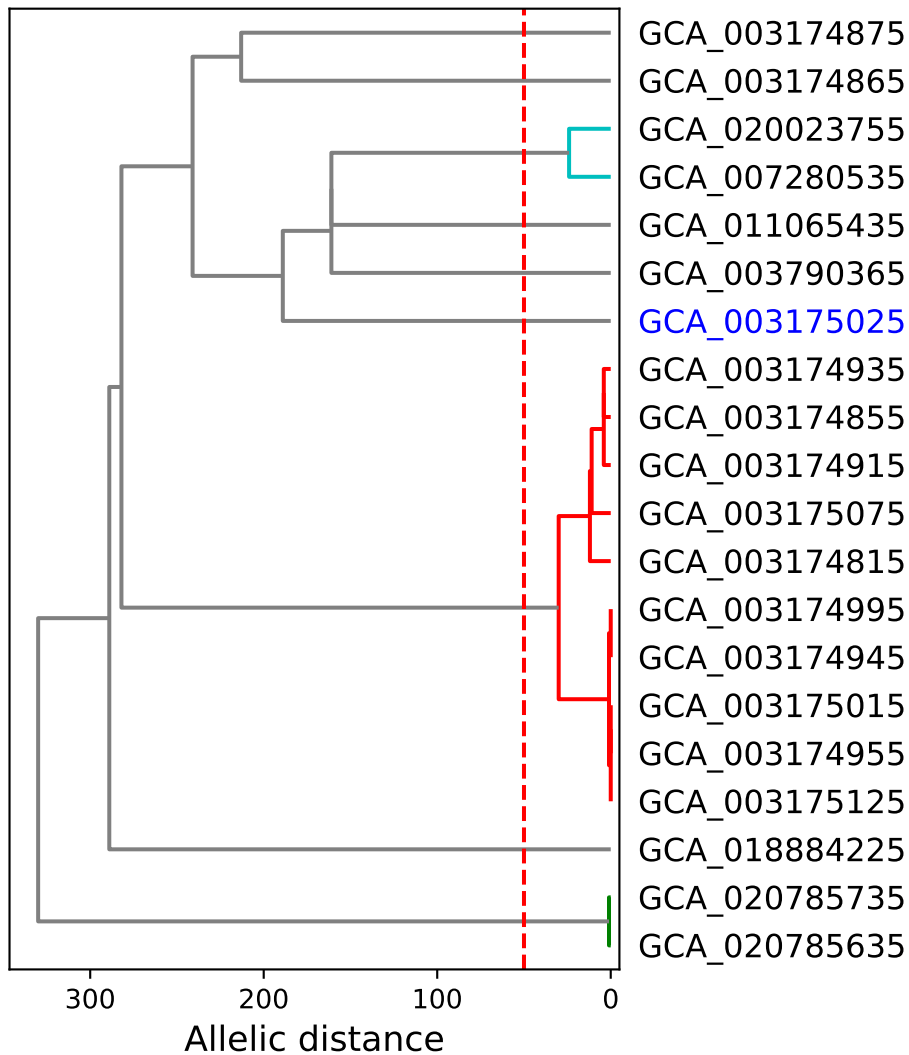 GCA_003174875
GCA_003174865
GCA_020023755
GCA_007280535
GCA_011065435
GCA_003790365
GCA_003175025
GCA_003174935
GCA_003174855
GCA_003174915
GCA_003175075
GCA_003174815
GCA_003174995
GCA_003174945
GCA_003175015
GCA_003174955
GCA_003175125
GCA_018884225
GCA_020785735
GCA_020785635
300 200 100 0
Allelic distance